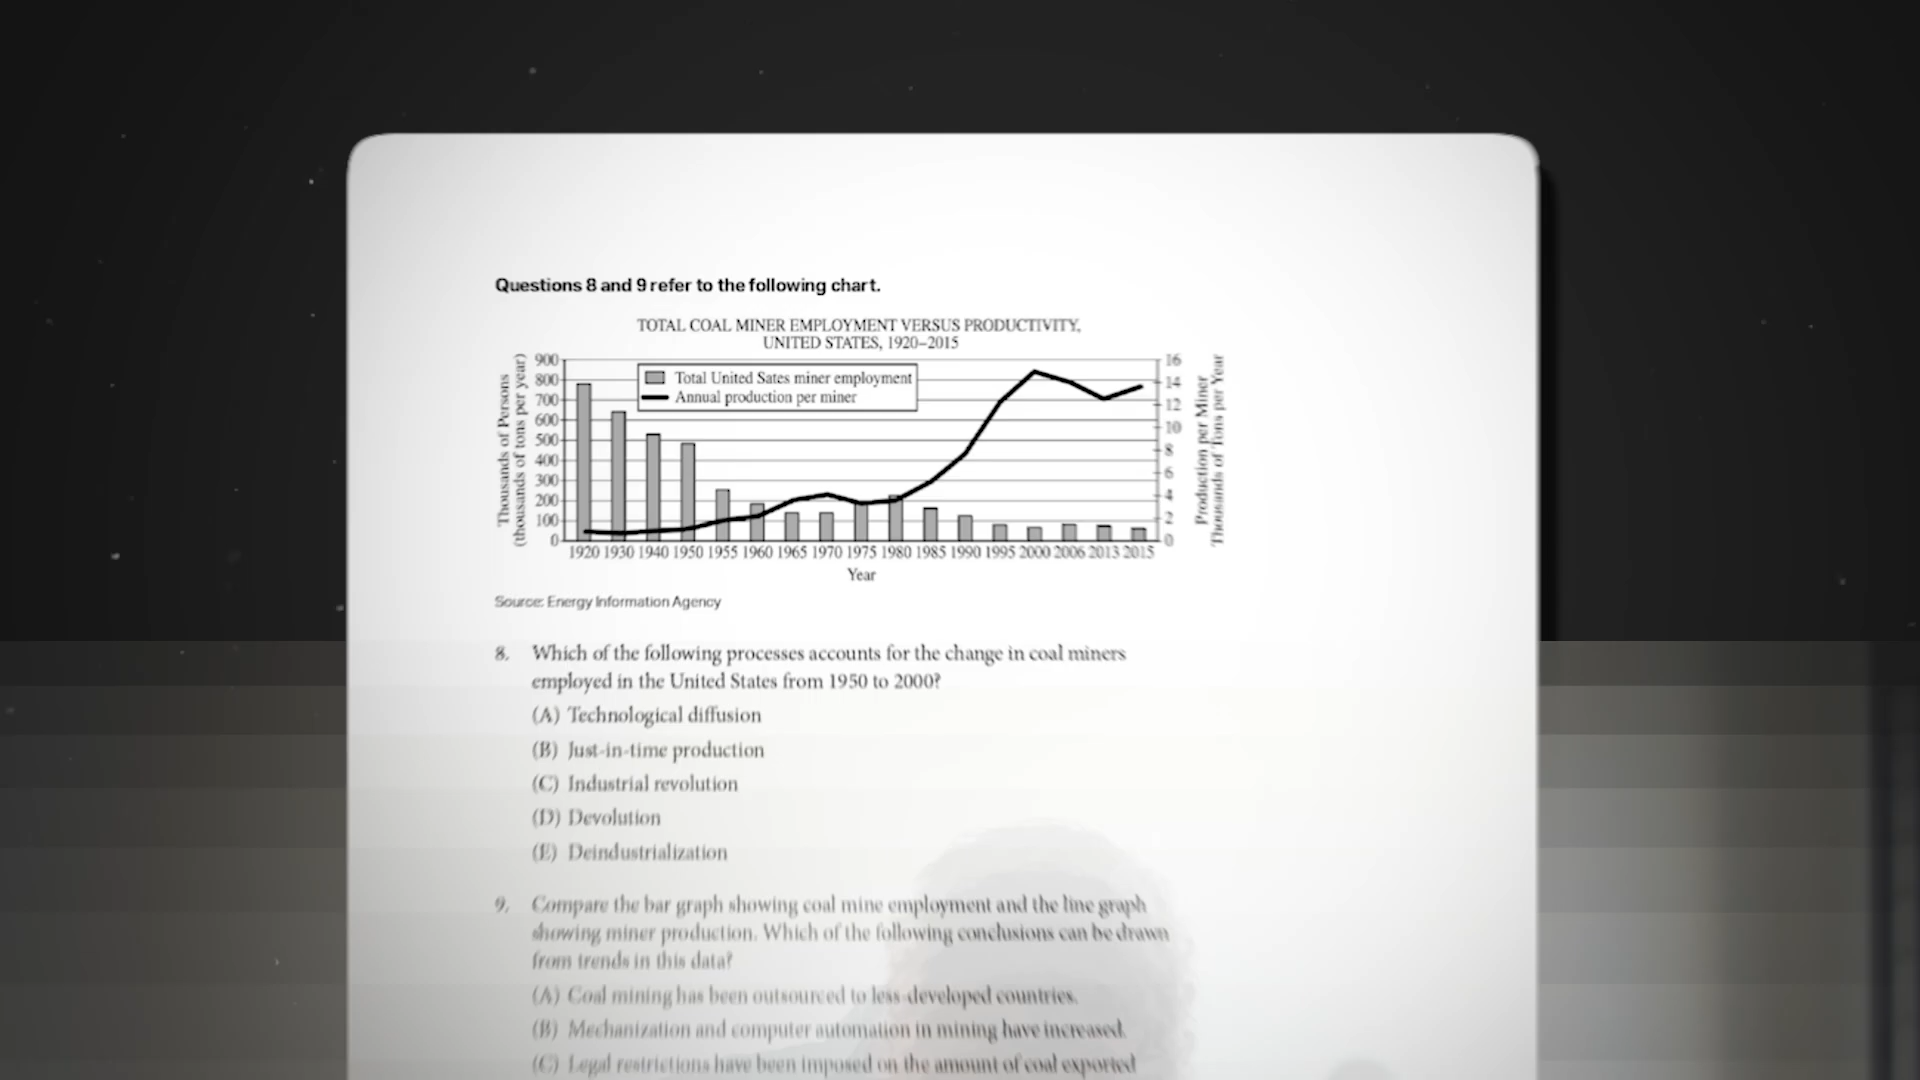 Questions 8 and 9 refer to the following chart.
TOTAL COAL MINER EMPLOYMENT VERSUS PRODUCTIVITY,
UNITED STATES, 1920–2015
Thousands of Persons
(thousands of tons per year)
900
800
700
600
500
400
300
200
100
0
Total United Sates miner employment
Annual production per miner
16
14
12
10
8
6
4
2
0
Production per Miner
Thousands of Tons per Year
1920 1930 1940 1950 1955 1960 1965 1970 1975 1980 1985 1990 1995 2000 2006 2013 2015
Year
Source: Energy Information Agency
8. Which of the following processes accounts for the change in coal miners
employed in the United States from 1950 to 2000?
(A) Technological diffusion
(B) Just-in-time production
(C) Industrial revolution
(D) Devolution
(E) Deindustrialization
9. Compare the bar graph showing coal mine employment and the line graph
showing miner production. Which of the following conclusions can be drawn
from trends in this data?
(A) Coal mining has been outsourced to less-developed countries.
(B) Mechanization and computer automation in mining have increased.
(C) Legal restrictions have been imposed on the amount of coal exported